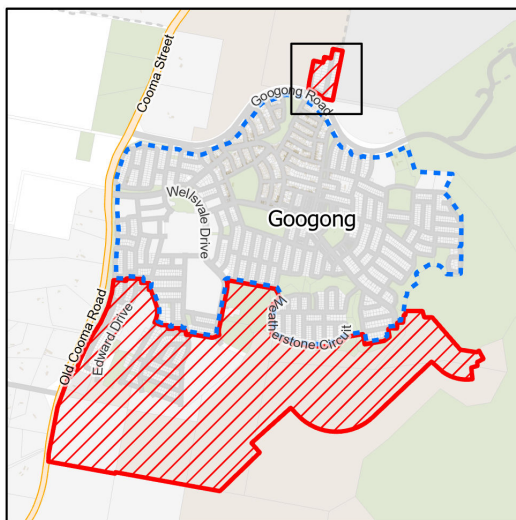 Cooma Street
Googong Road
Wellsvale Drive
Googong
Old Cooma Road
Edward Drive
Weatherstone Circuit